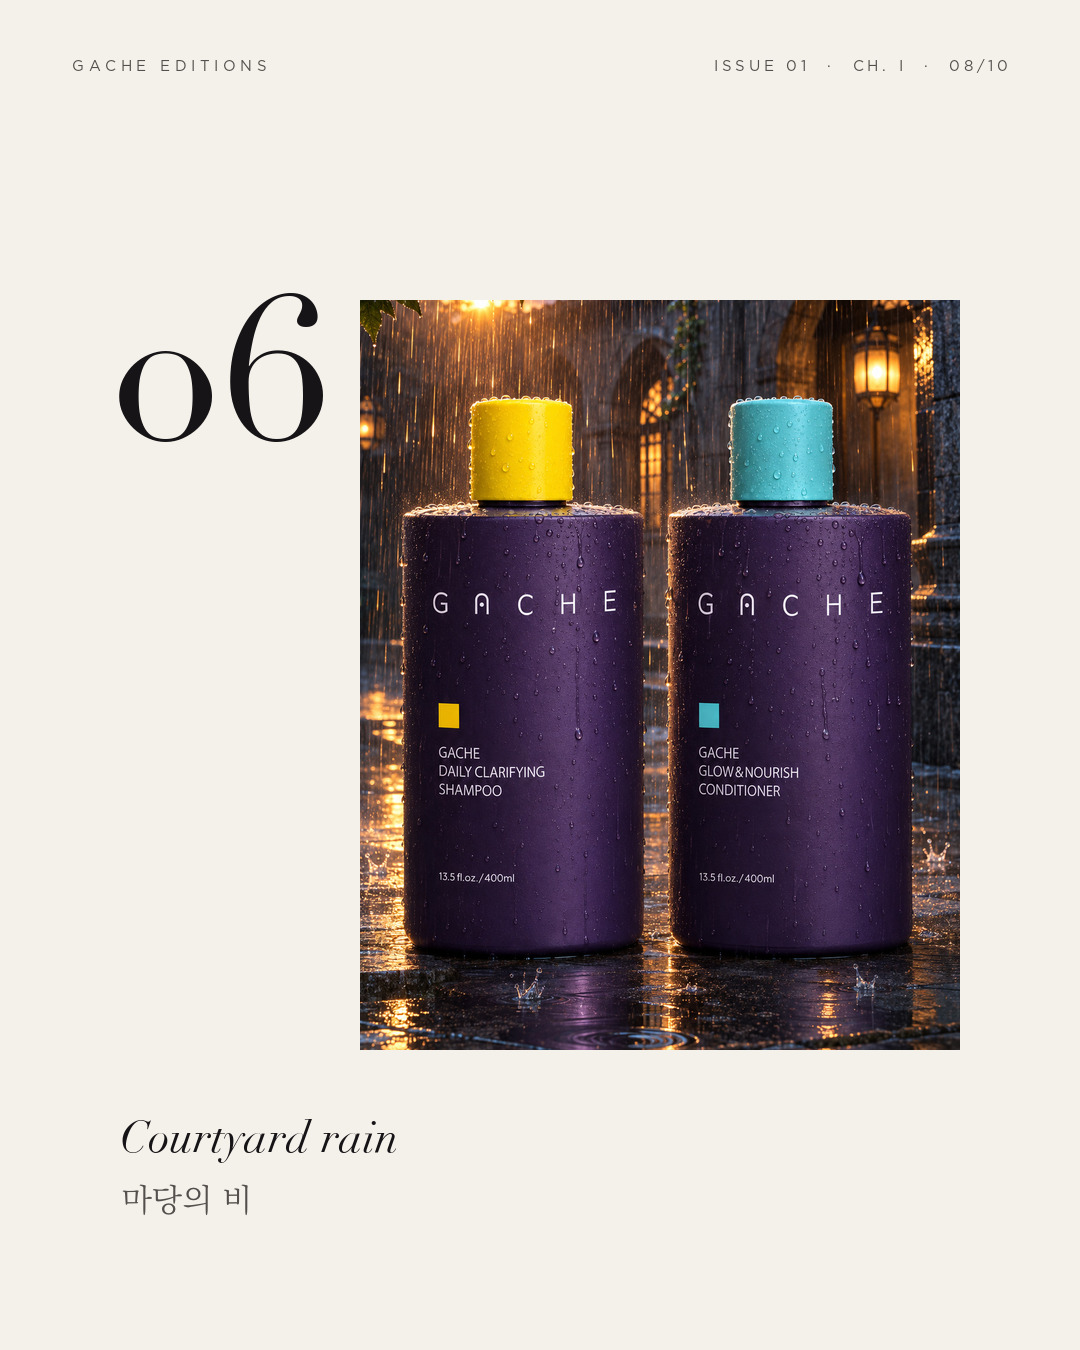 GACHE EDITIONS
ISSUE 01 · CH. I · 08/10
06
GACHE
GACHE
DAILY CLARIFYING
SHAMPOO
13.5 fl.oz./400ml
GACHE
GACHE
GLOW&NOURISH
CONDITIONER
13.5 fl.oz./400ml
Courtyard rain
마당의 비